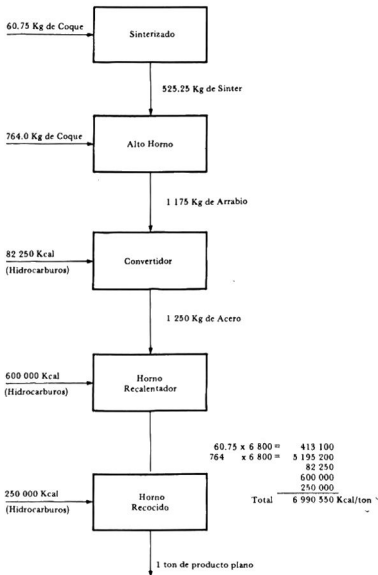 60.75 Kg de Coque
Sinterizado
525.25 Kg de Sinter
764.0 Kg de Coque
Alto Horno
1 175 Kg de Arrabio
82 250 Kcal
(Hidrocarburos)
Convertidor
1 250 Kg de Acero
600 000 Kcal
(Hidrocarburos)
Horno
Recalentador
60.75 x 6 800 = 413 100
764 x 6 800 = 5 195 200
82 250
600 000
250 000
Total 6 990 550 Kcal/ton
250 000 Kcal
(Hidrocarburos)
Horno
Recocido
1 ton de producto plano